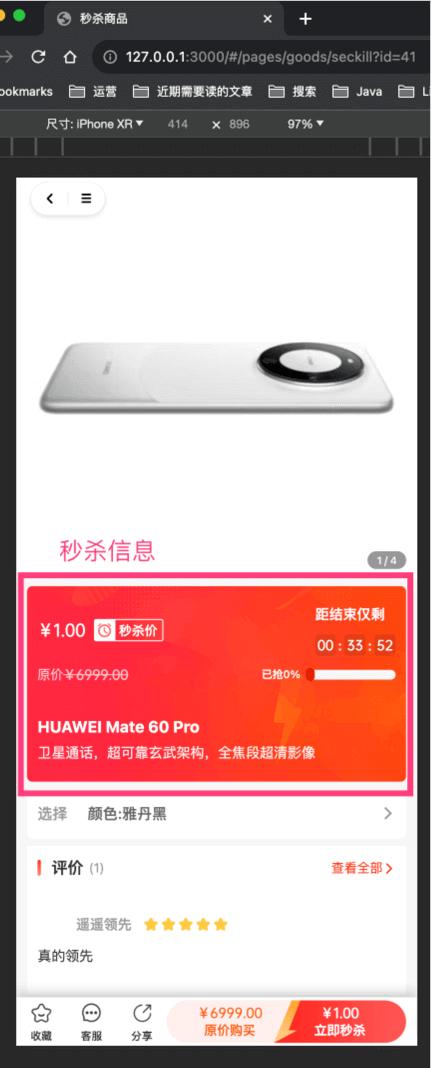 秒杀商品
127.0.0.1:3000/#/pages/goods/seckill?id=41
ookmarks 运营 近期需要读的文章 搜索 Java Li
尺寸: iPhone XR 414 × 896 97%
秒杀信息
1/4
¥1.00 秒杀价
距结束仅剩
00 : 33 : 52
原价¥6999.00
已抢0%
HUAWEI Mate 60 Pro
卫星通话，超可靠玄武架构，全焦段超清影像
选择 颜色:雅丹黑
评价 (1) 查看全部
遥遥领先
真的领先
收藏 客服 分享
¥6999.00 原价购买
¥1.00 立即秒杀